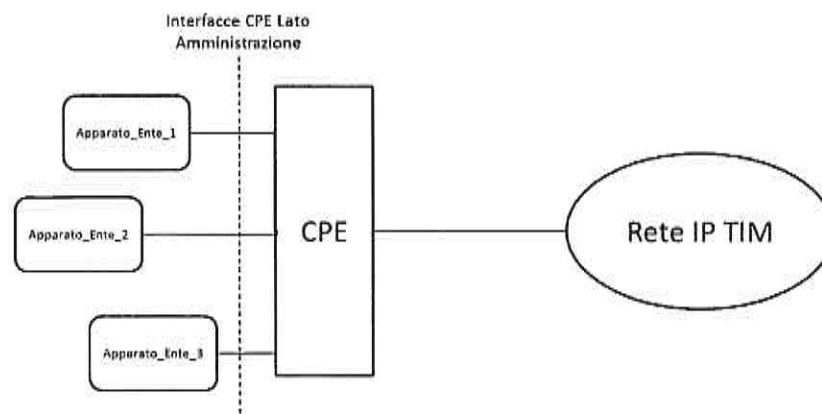 Interfacce CPE Lato
Amministrazione
Apparato_Ente_1
Apparato_Ente_2
Apparato_Ente_3
CPE
Rete IP TIM